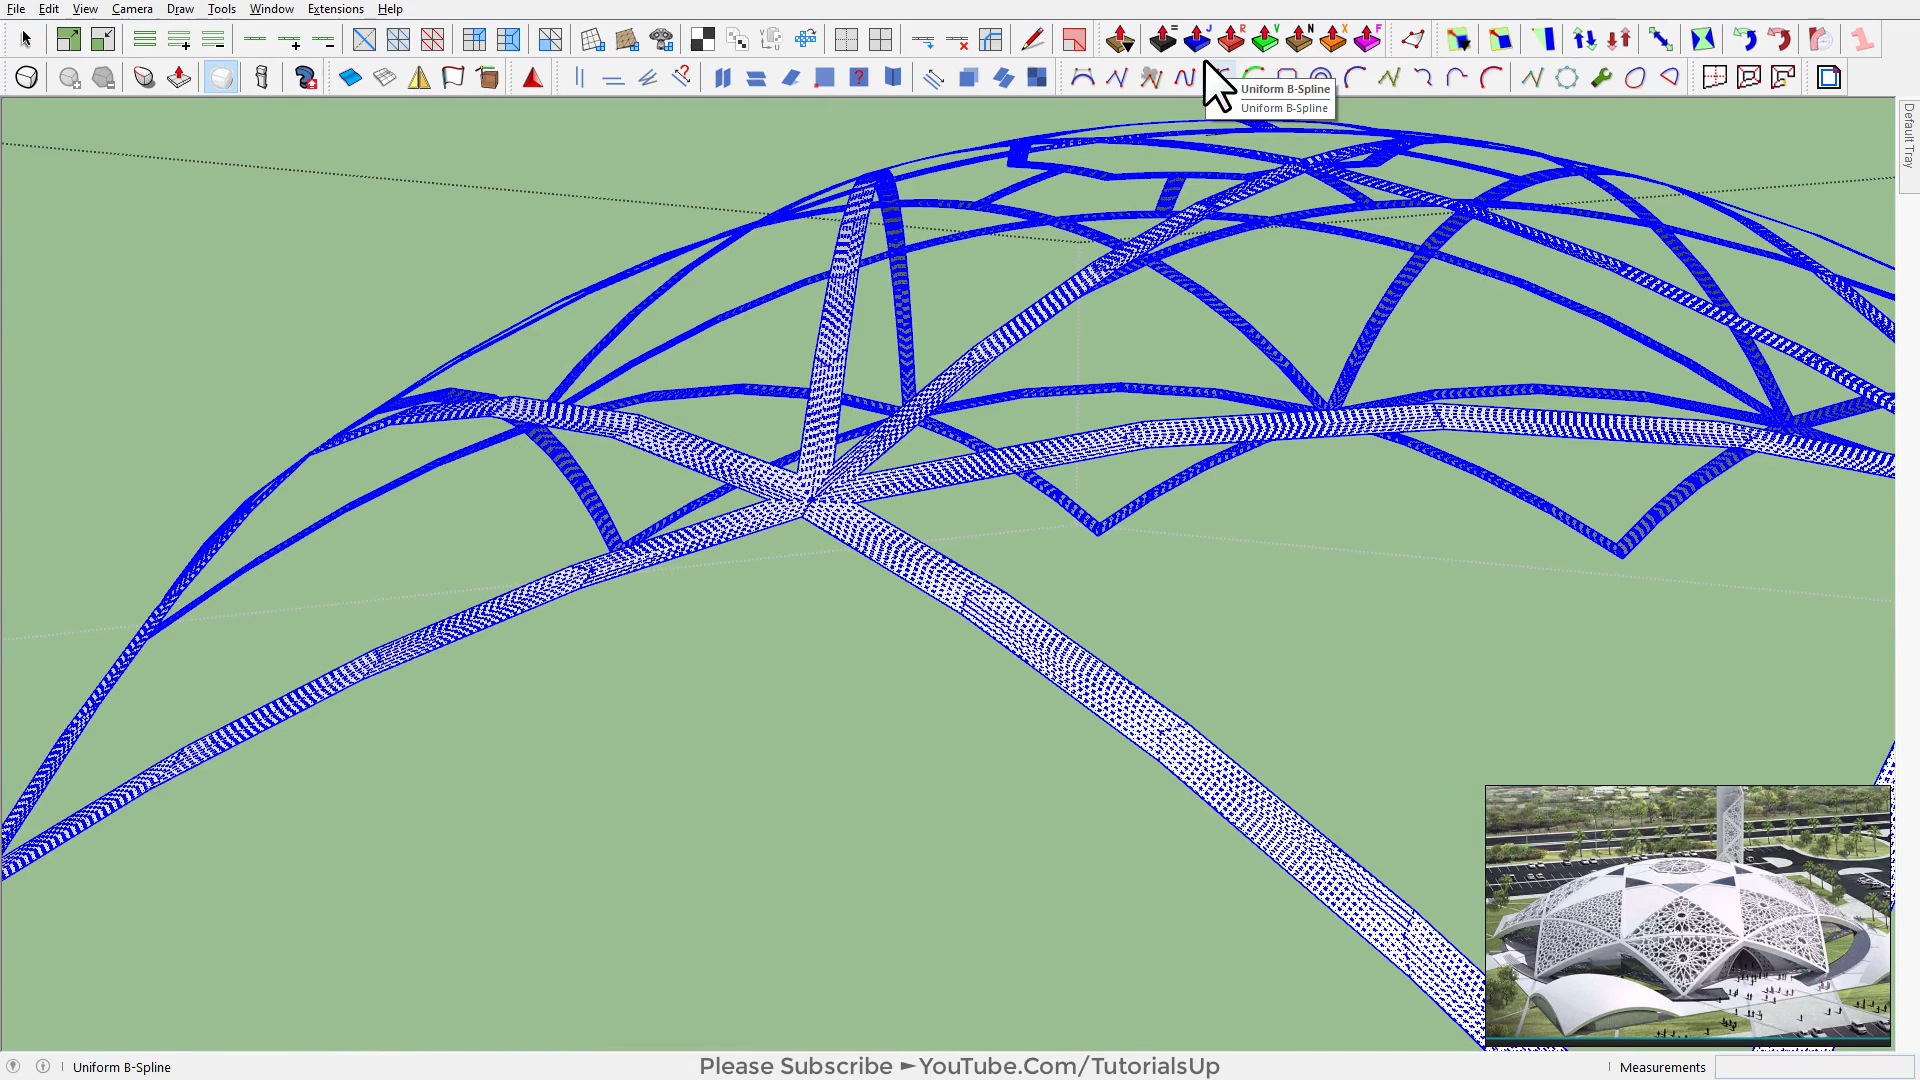 File Edit View Camera Draw Tools Window Extensions Help
= J R V N X F
Uniform B-Spline
Uniform B-Spline
Default Tray
Uniform B-Spline
Please Subscribe ►YouTube.Com/TutorialsUp
Measurements